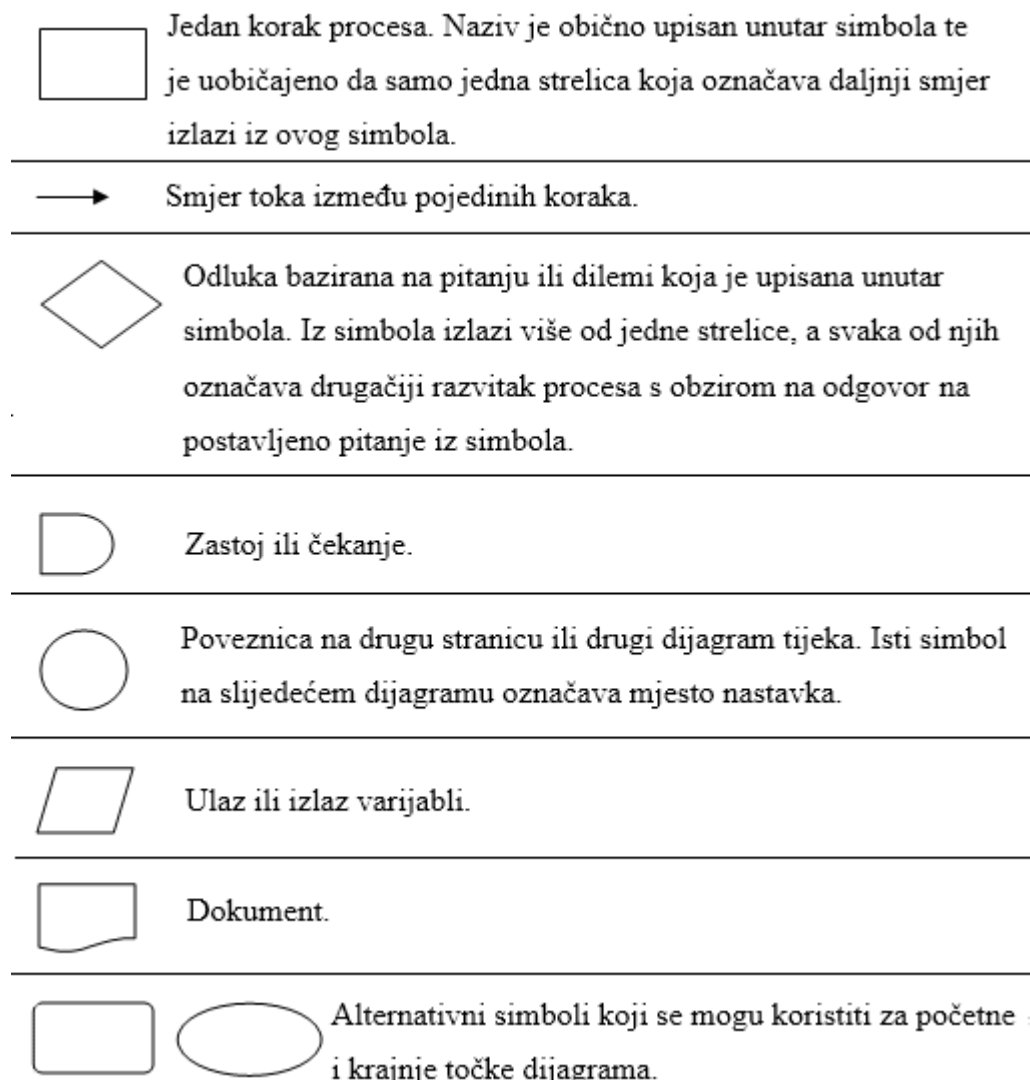 Jedan korak procesa. Naziv je obično upisan unutar simbola te
je uobičajeno da samo jedna strelica koja označava daljnji smjer
izlazi iz ovog simbola.
Smjer toka između pojedinih koraka.
Odluka bazirana na pitanju ili dilemi koja je upisana unutar
simbola. Iz simbola izlazi više od jedne strelice, a svaka od njih
označava drugačiji razvitak procesa s obzirom na odgovor na
postavljeno pitanje iz simbola.
Zastoj ili čekanje.
Poveznica na drugu stranicu ili drugi dijagram tijeka. Isti simbol
na slijedećem dijagramu označava mjesto nastavka.
Ulaz ili izlaz varijabli.
Dokument.
Alternativni simboli koji se mogu koristiti za početne
i krajnje točke dijagrama.